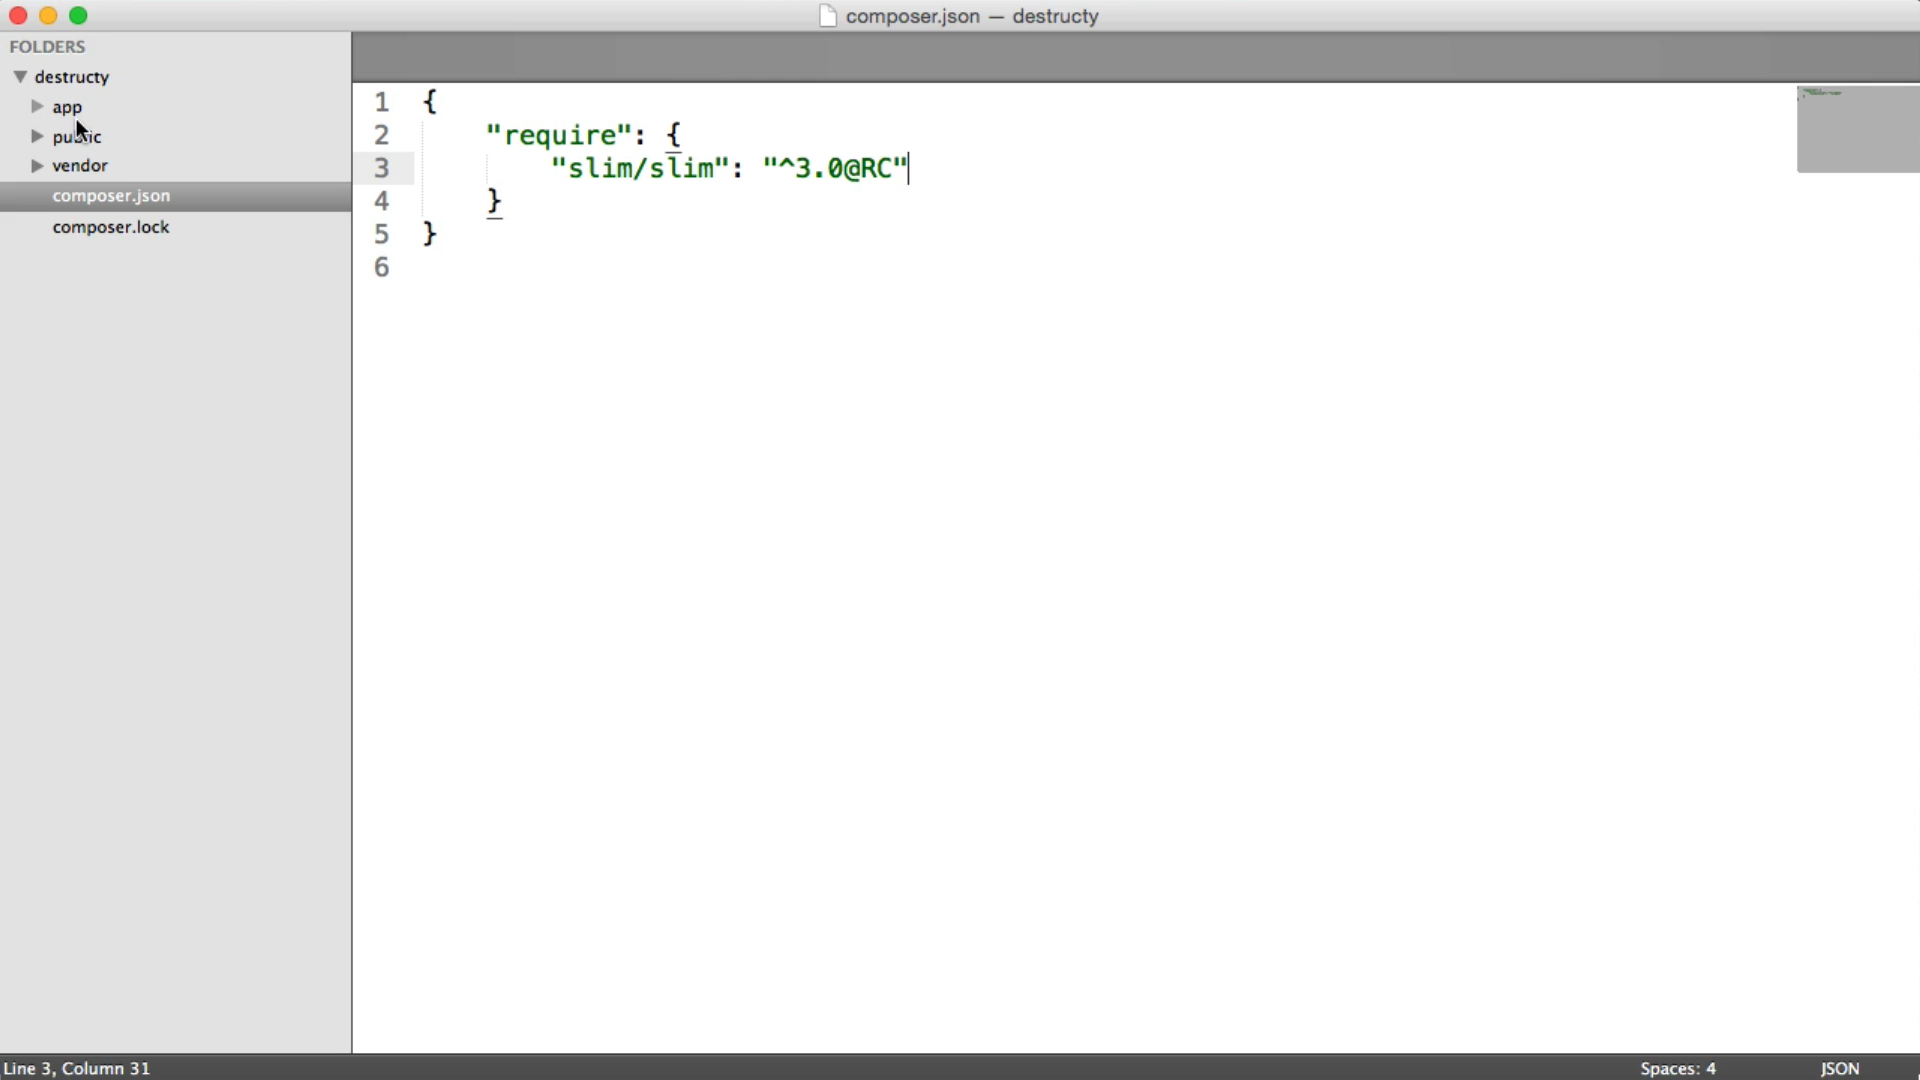 composer.json — destructy
FOLDERS
destructy
app
public
vendor
composer.json
composer.lock
1 {
2 "require": {
3 "slim/slim": "^3.0@RC"
4 }
5 }
6
Line 3, Column 31
Spaces: 4
JSON